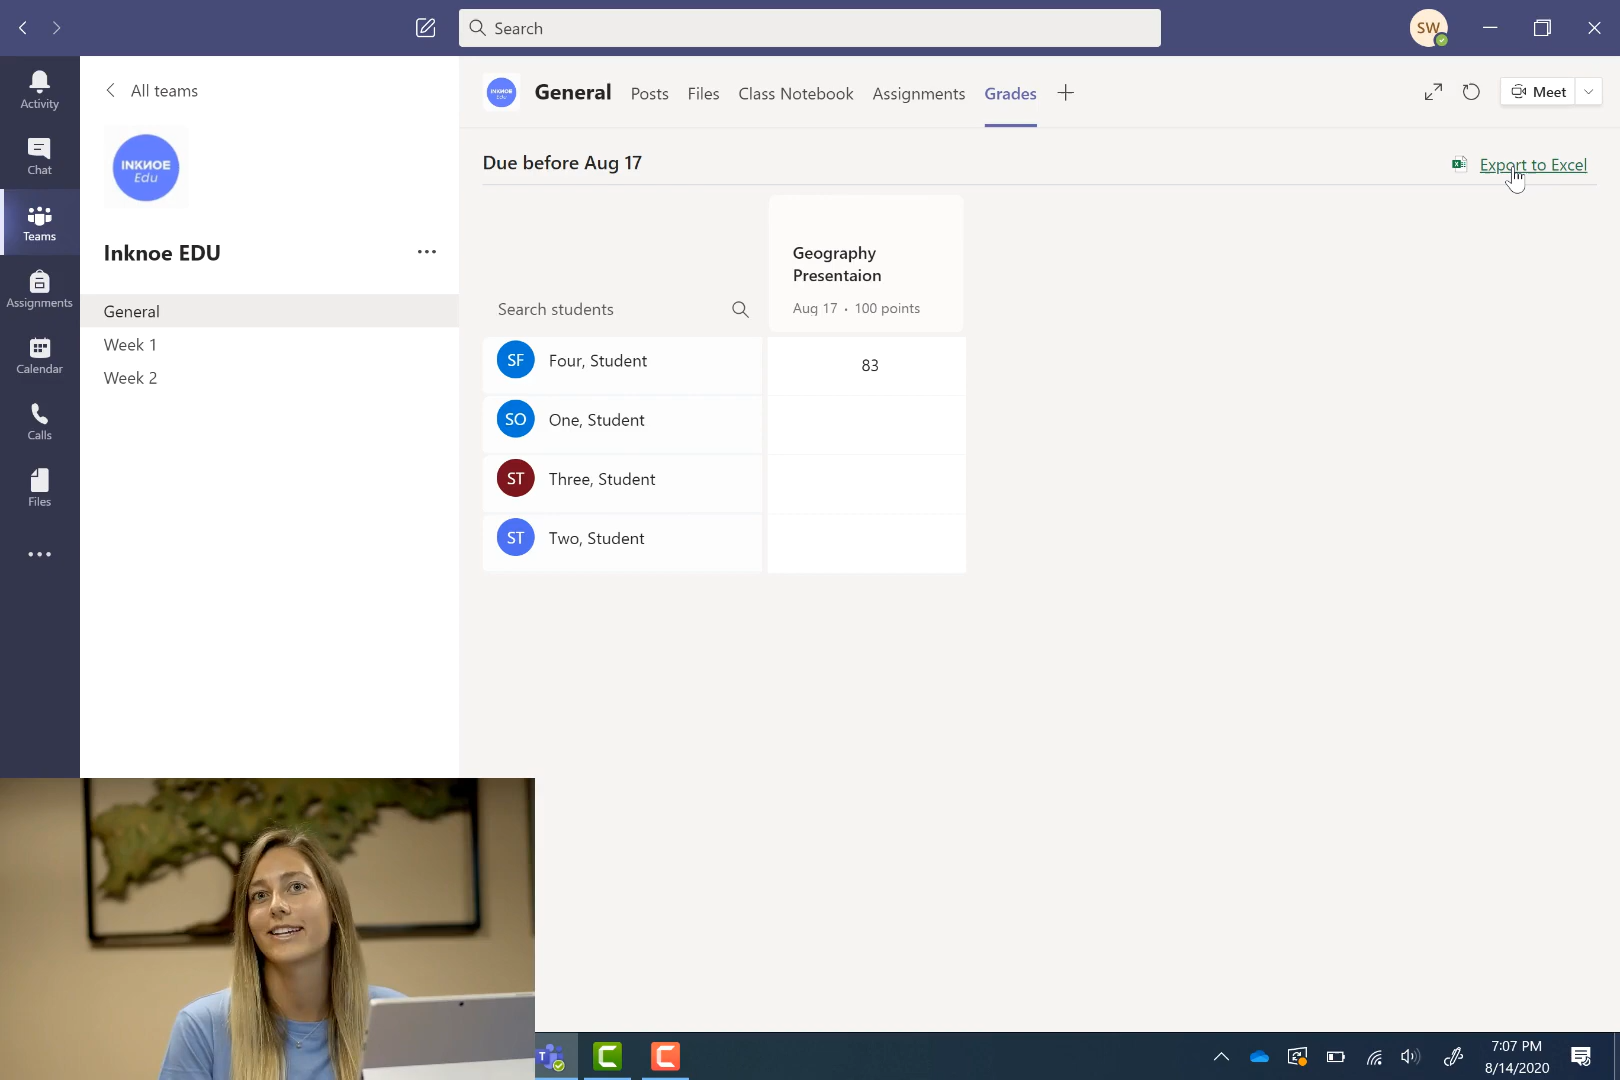 Search
SW
Activity
Chat
Teams
Assignments
Calendar
Calls
Files
All teams
INKNOE
Edu
Inknoe EDU
General
Week 1
Week 2
INKNOE
Edu
General Posts Files Class Notebook Assignments Grades
Meet
Due before Aug 17
Export to Excel
Geography
Presentaion
Aug 17 • 100 points
Search students
SF Four, Student 83
SO One, Student
ST Three, Student
ST Two, Student
T
7:07 PM
8/14/2020